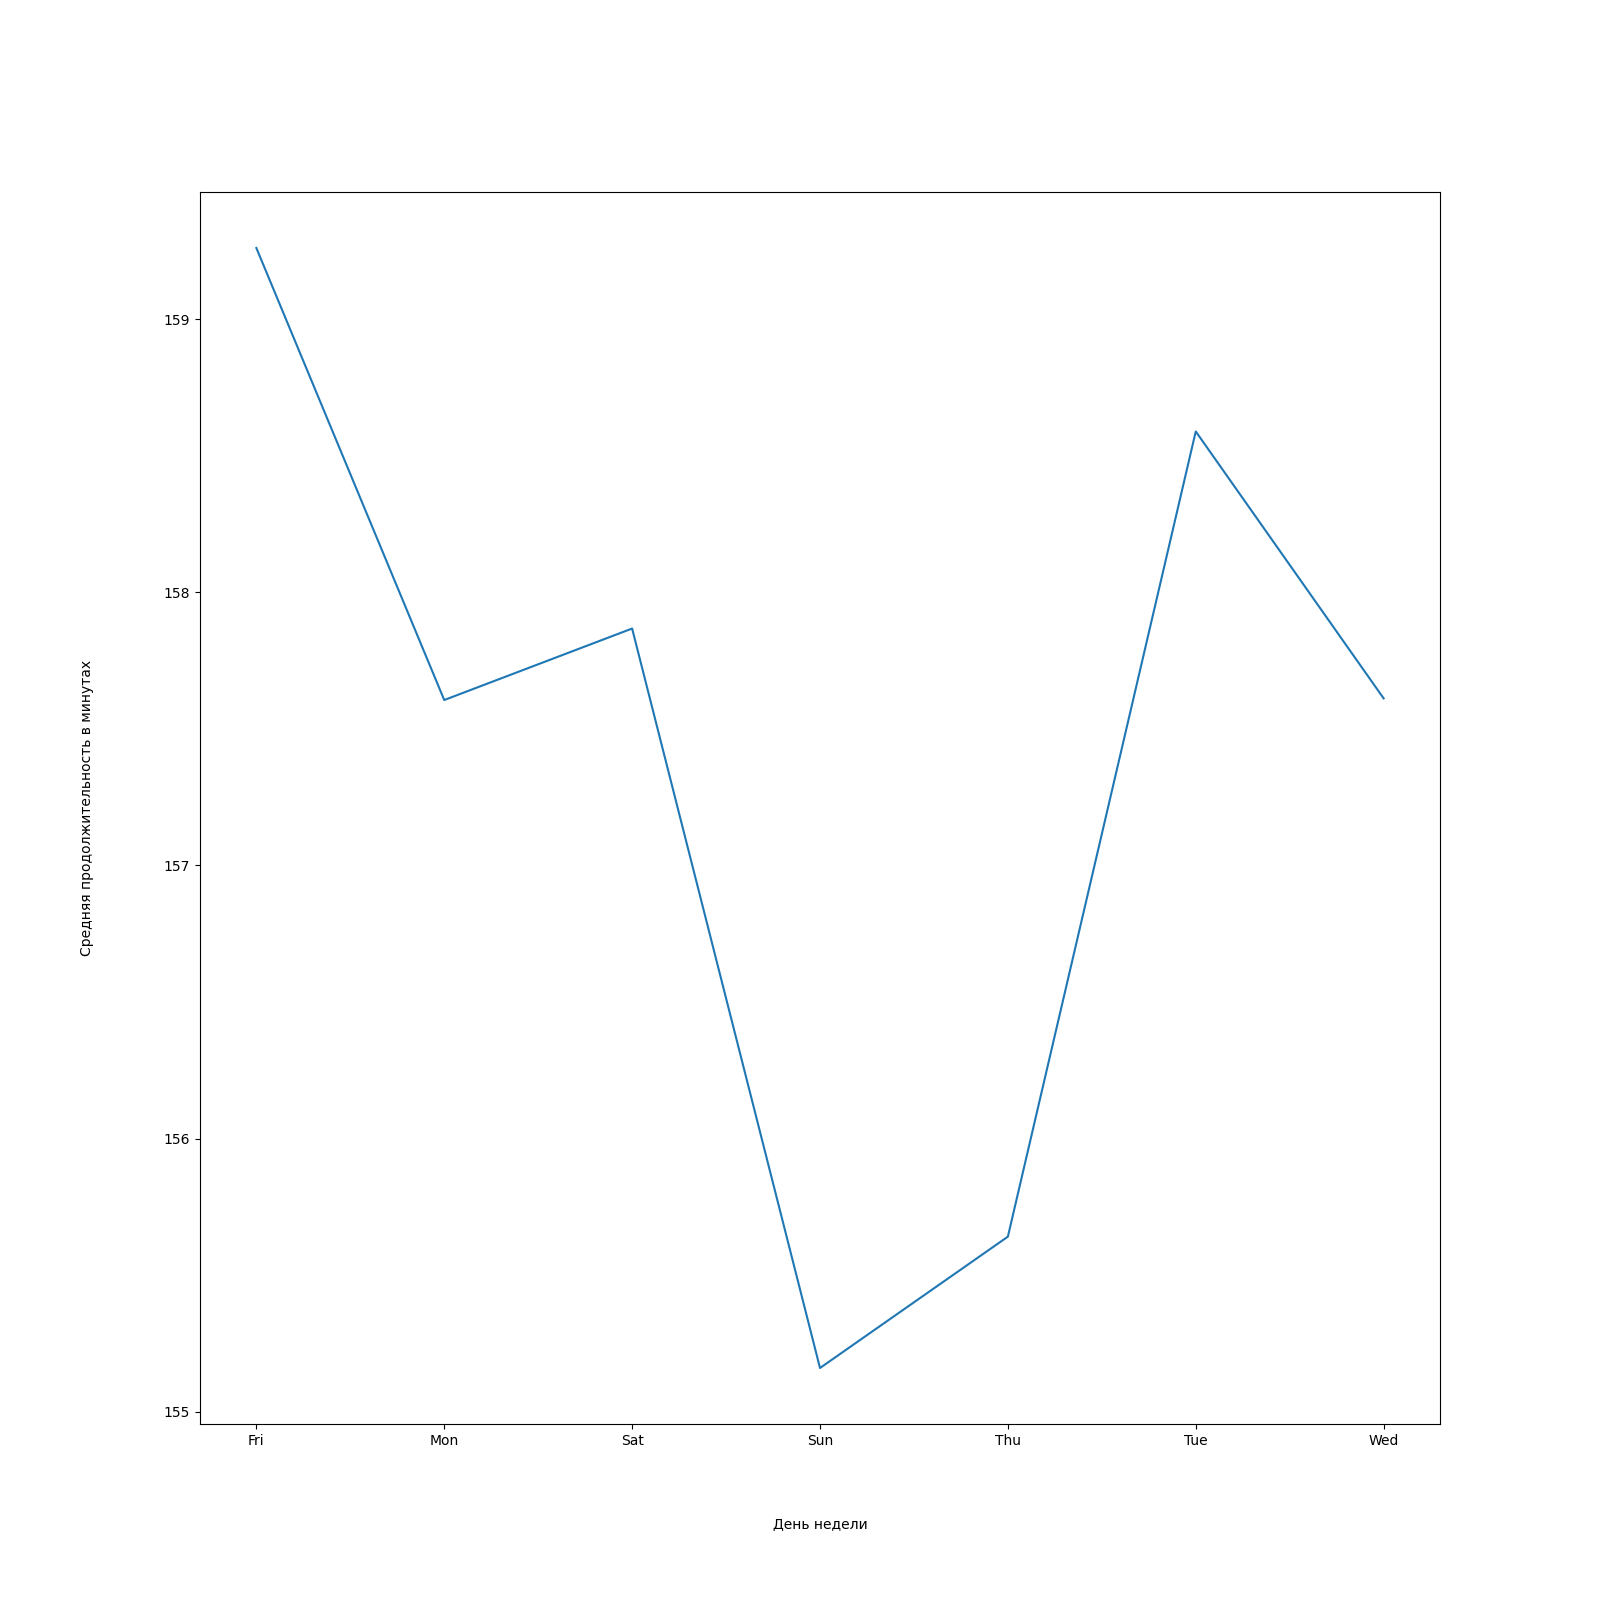 Средняя продолжительность в минутах
159
158
157
156
155
Fri Mon Sat Sun Thu Tue Wed
День недели